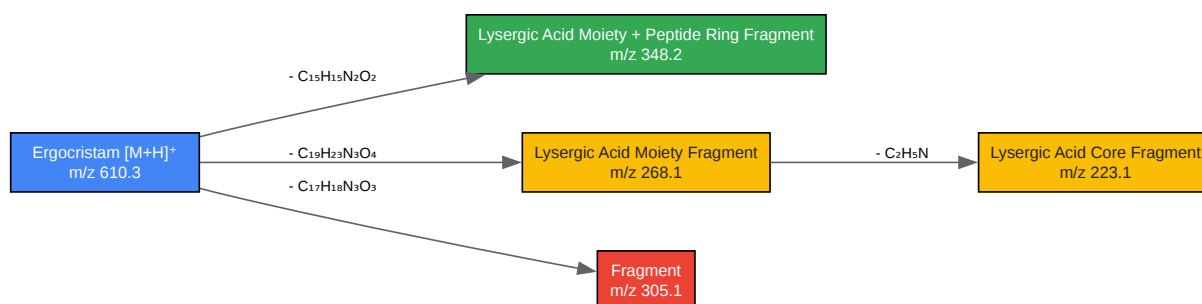 Lysergic Acid Moiety + Peptide Ring Fragment
m/z 348.2
- C₁₅H₁₅N₂O₂
Ergocristam [M+H]⁺
m/z 610.3
- C₁₉H₂₃N₃O₄
Lysergic Acid Moiety Fragment
m/z 268.1
- C₂H₅N
Lysergic Acid Core Fragment
m/z 223.1
- C₁₇H₁₈N₃O₃
Fragment
m/z 305.1